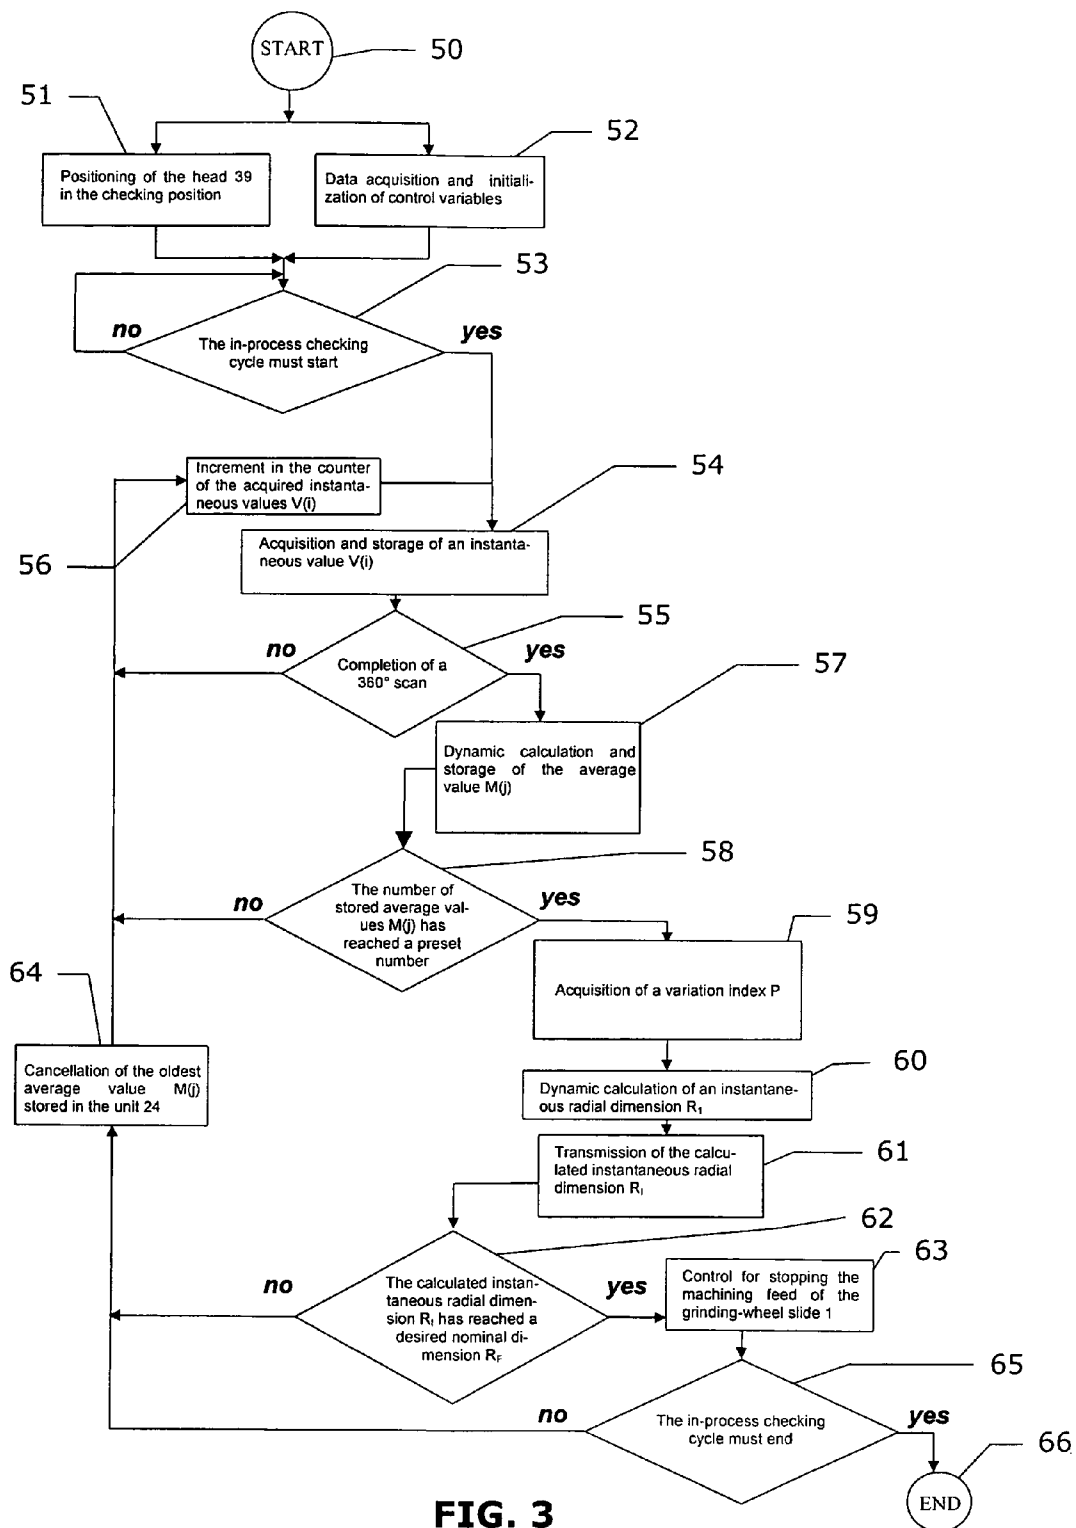 START
50
51
52
Positioning of the head 39
in the checking position
Data acquisition and initiali-
zation of control variables
53
no
yes
The in-process checking
cycle must start
54
Increment in the counter
of the acquired instanta-
neous values V(i)
Acquisition and storage of an instanta-
neous value V(i)
56
55
no
yes
Completion of a
360° scan
57
Dynamic calculation and
storage of the average
value M(j)
58
no
yes
The number of
stored average val-
ues M(j) has
reached a preset
number
59
Acquisition of a variation index P
64
Cancellation of the oldest
average value M(j)
stored in the unit 24
60
Dynamic calculation of an instantane-
ous radial dimension R₁
61
Transmission of the calcu-
lated instantaneous radial
dimension Rᵢ
62
63
no
yes
The calculated instan-
taneous radial dimen-
sion Rᵢ has reached a
desired nominal di-
mension R_F
Control for stopping the
machining feed of the
grinding-wheel slide 1
65
no
yes
The in-process checking
cycle must end
66
END
FIG. 3